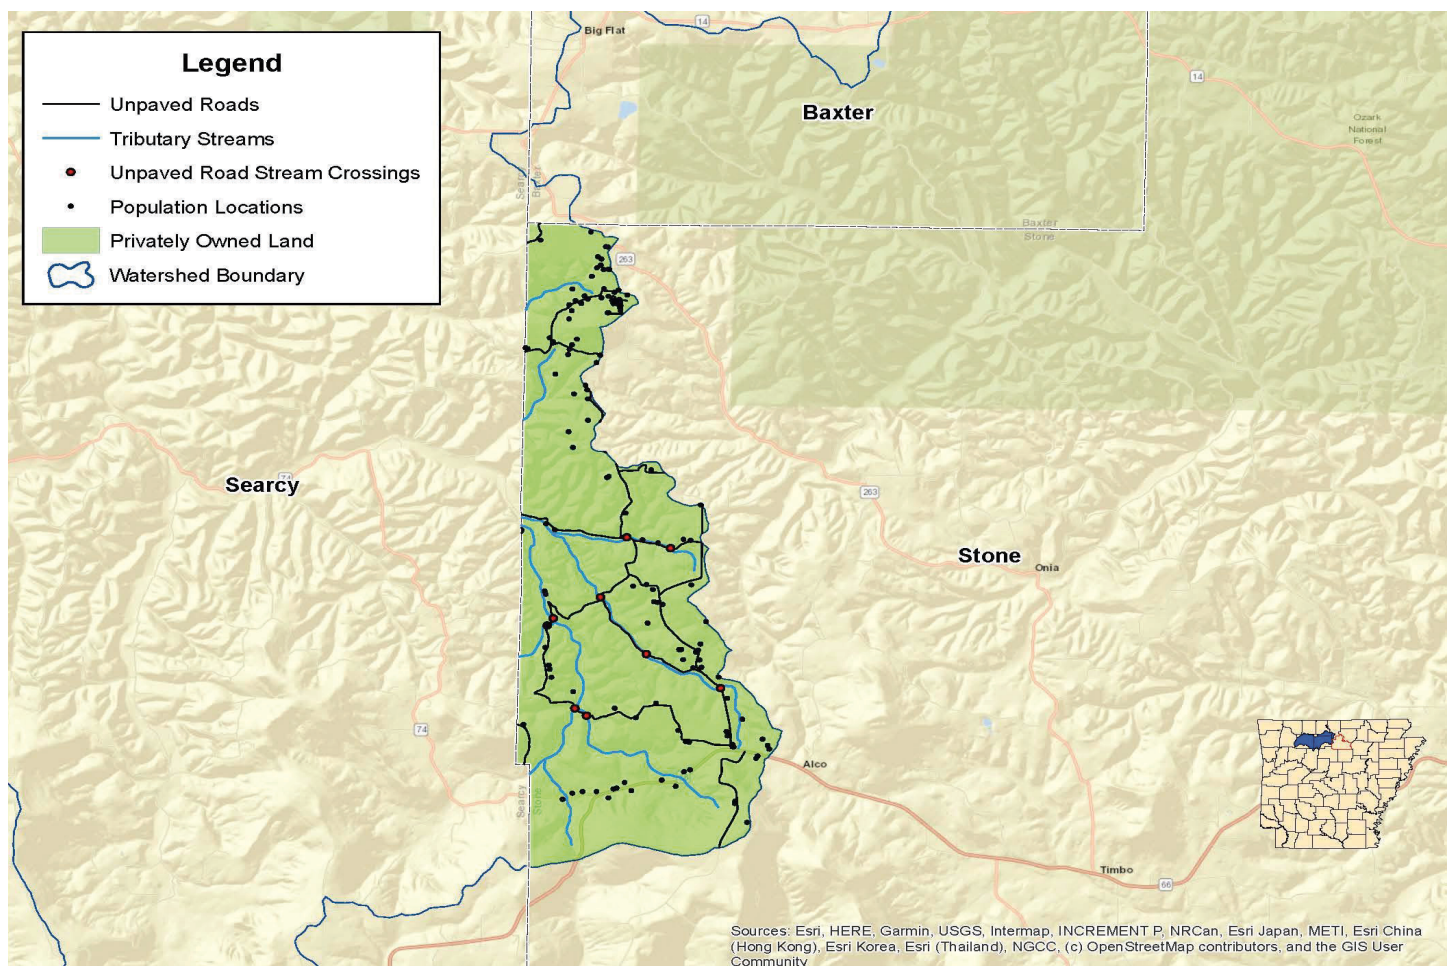 Legend
Unpaved Roads
Tributary Streams
Unpaved Road Stream Crossings
Population Locations
Privately Owned Land
Watershed Boundary
Big Flat
14
14
Baxter
Ozark
National
Forest
Searcy
Baxter
Baxter
Stone
263
74
Searcy
263
Stone
Onia
74
Alco
Searcy
Stone
Timbo
66
Sources: Esri, HERE, Garmin, USGS, Intermap, INCREMENT P, NRCan, Esri Japan, METI, Esri China
(Hong Kong), Esri Korea, Esri (Thailand), NGCC, (c) OpenStreetMap contributors, and the GIS User
Community